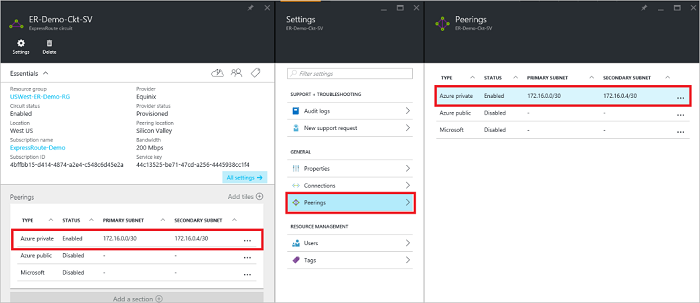 ER-Demo-Ckt-SV
ExpressRoute circuit
Settings
Delete
Essentials
Resource group
USWest-ER-Demo-RG
Circuit status
Enabled
Location
West US
Subscription name
ExpressRoute-Demo
Subscription ID
4bffbb15-d414-4874-a2e4-c548c6d45e2a
Provider
Equinix
Provider status
Provisioned
Peering location
Silicon Valley
Bandwidth
200 Mbps
Service key
44c13525-be71-47cd-a256-4445938cc1f4
All settings →
Peerings
Add tiles
TYPE STATUS PRIMARY SUBNET SECONDARY SUBNET
Azure private Enabled 172.16.0.0/30 172.16.0.4/30 ...
Azure public Disabled - - ...
Microsoft Disabled - - ...
Add a section
Settings
ER-Demo-Ckt-SV
Filter settings
SUPPORT + TROUBLESHOOTING
Audit logs
New support request
GENERAL
Properties
Connections
Peerings
RESOURCE MANAGEMENT
Users
Tags
Peerings
ER-Demo-Ckt-SV
TYPE STATUS PRIMARY SUBNET SECONDARY SUBNET
Azure private Enabled 172.16.0.0/30 172.16.0.4/30 ...
Azure public Disabled - - ...
Microsoft Disabled - - ...